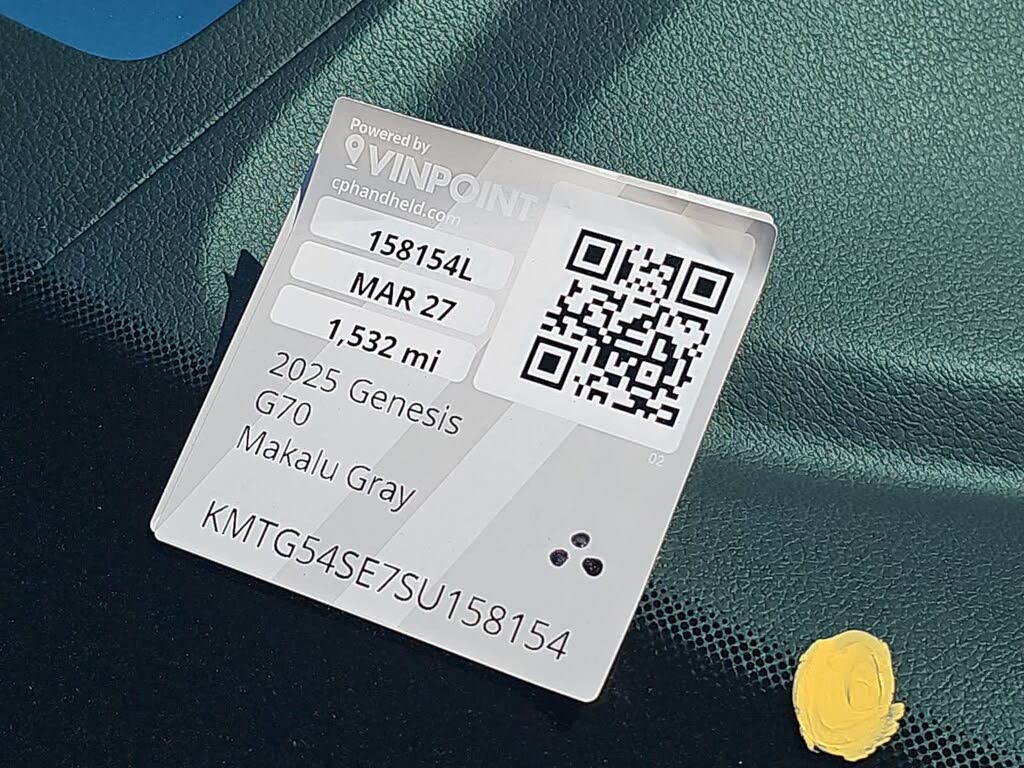 Powered by
VINPOINT
cphandheld.com
158154L
MAR 27
1,532 mi
2025 Genesis
G70
Makalu Gray
02
KMTG54SE7SU158154